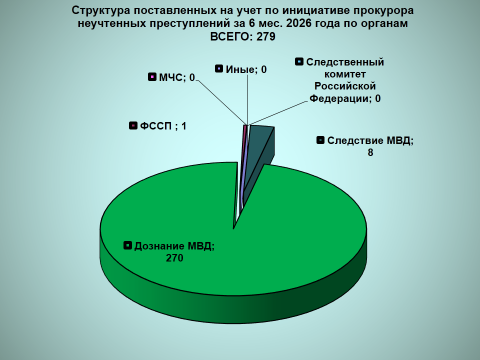 Структура поставленных на учет по инициативе прокурора
неучтенных преступлений за 6 мес. 2026 года по органам
ВСЕГО: 279
Иные; 0
МЧС; 0
Следственный
комитет
Российской
Федерации; 0
ФССП ; 1
Следствие МВД;
8
Дознание МВД;
270